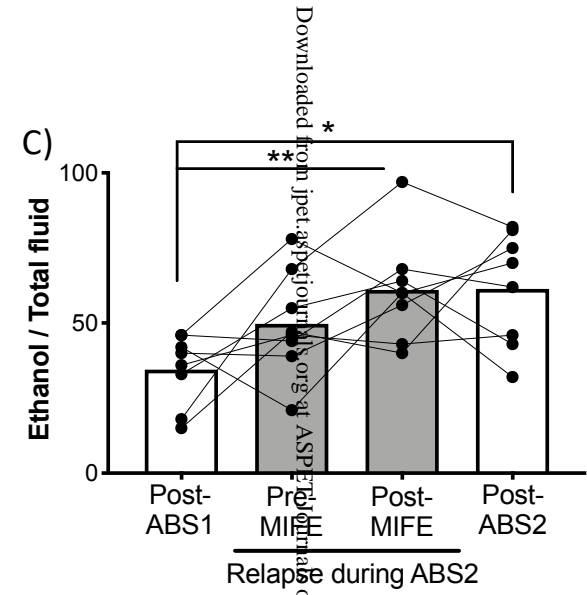 C)
*
**
100
50
0
Ethanol / Total fluid
Post-
ABS1
Pre-
MIFE
Post-
MIFE
Post-
ABS2
Relapse during ABS2
Downloaded from jpet.aspetjournals.org at ASPET Journals